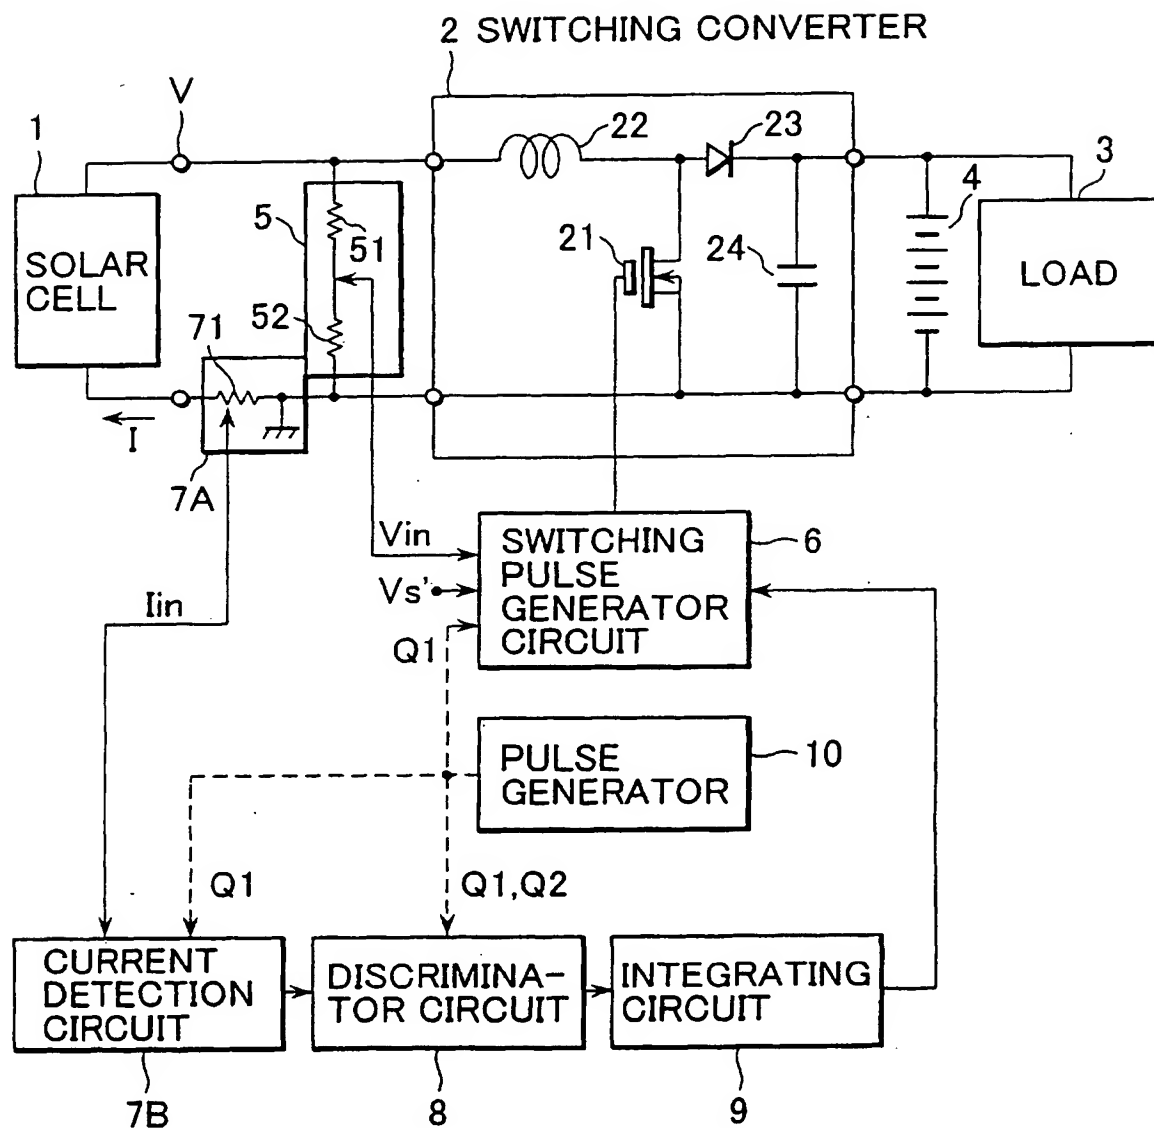 2 SWITCHING CONVERTER
V
1
22
23
3
5
51
4
21
24
SOLAR
CELL
LOAD
52
71
I
7A
Vin
SWITCHING
PULSE
GENERATOR
CIRCUIT
6
Vs'
Iin
Q1
PULSE
GENERATOR
10
Q1
Q1,Q2
CURRENT
DETECTION
CIRCUIT
DISCRIMINA-
TOR CIRCUIT
INTEGRATING
CIRCUIT
7B
8
9